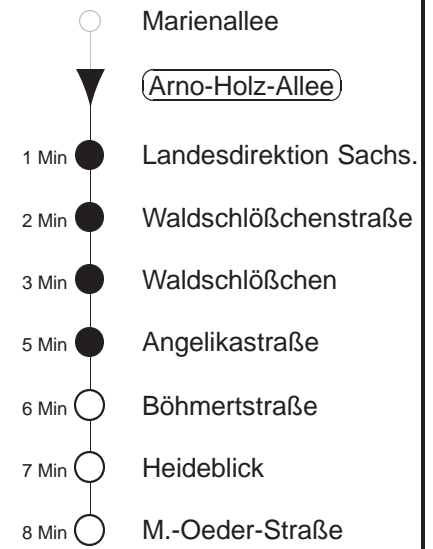 Marienallee
Arno-Holz-Allee
1 Min Landesdirektion Sachs.
2 Min Waldschlößchenstraße
3 Min Waldschlößchen
5 Min Angelikastraße
6 Min Böhmertstraße
7 Min Heideblick
8 Min M.-Oeder-Straße